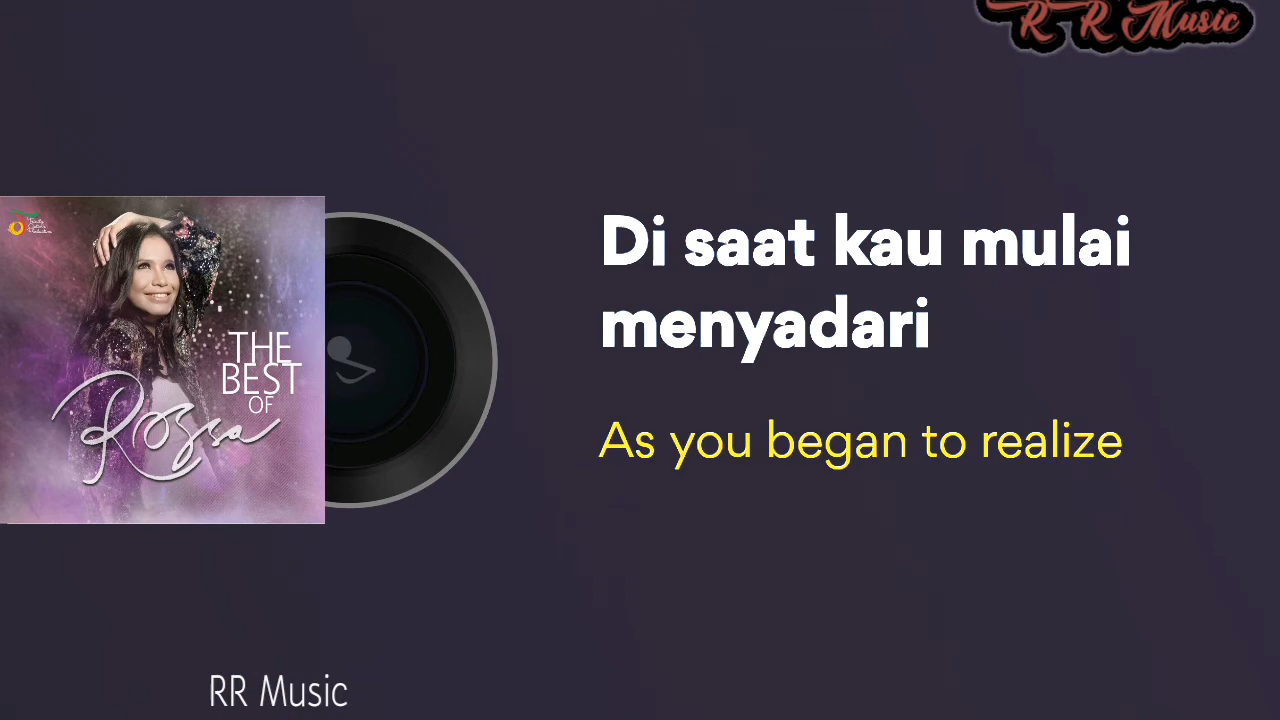 R R Music
THE
BEST
OF
Rossa
Di saat kau mulai
menyadari
As you began to realize
RR Music